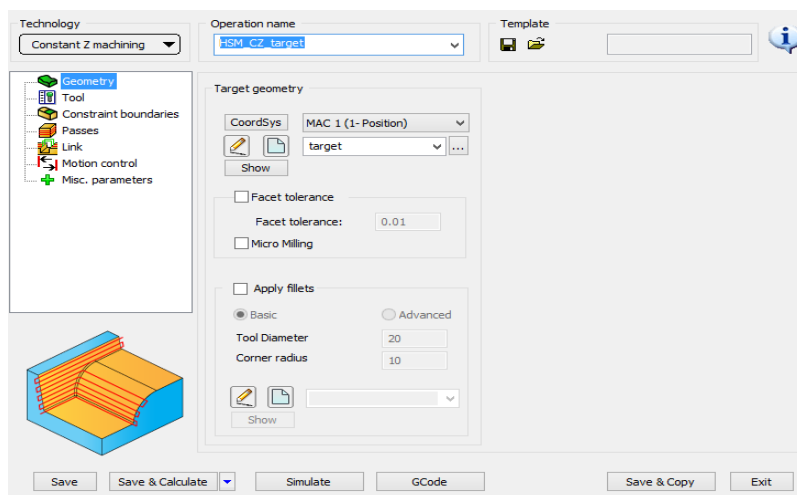 Technology
Operation name
Template
Constant Z machining
HSM_CZ_target
Geometry
Tool
Constraint boundaries
Passes
Link
Motion control
Misc. parameters
Target geometry
CoordSys
MAC 1 (1- Position)
target
...
Show
Facet tolerance
Facet tolerance:
0.01
Micro Milling
Apply fillets
Basic
Advanced
Tool Diameter
20
Corner radius
10
Show
Save
Save & Calculate
Simulate
GCode
Save & Copy
Exit